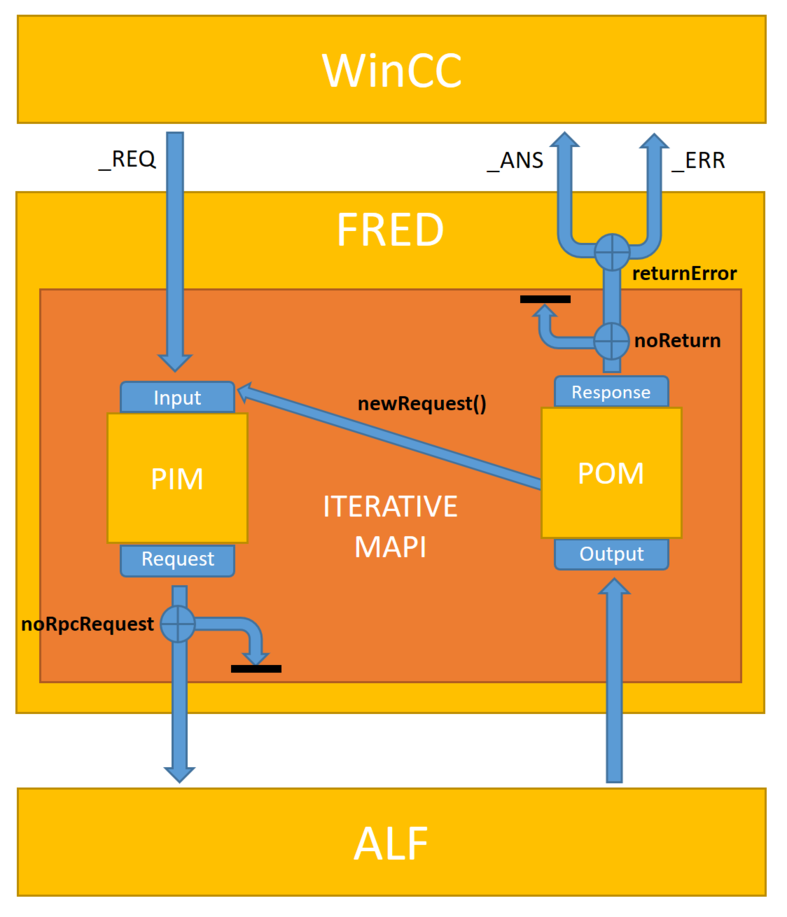 WinCC
_REQ
_ANS
_ERR
FRED
returnError
noReturn
Input
newRequest()
Response
PIM
POM
ITERATIVE
MAPI
Request
Output
noRpcRequest
ALF